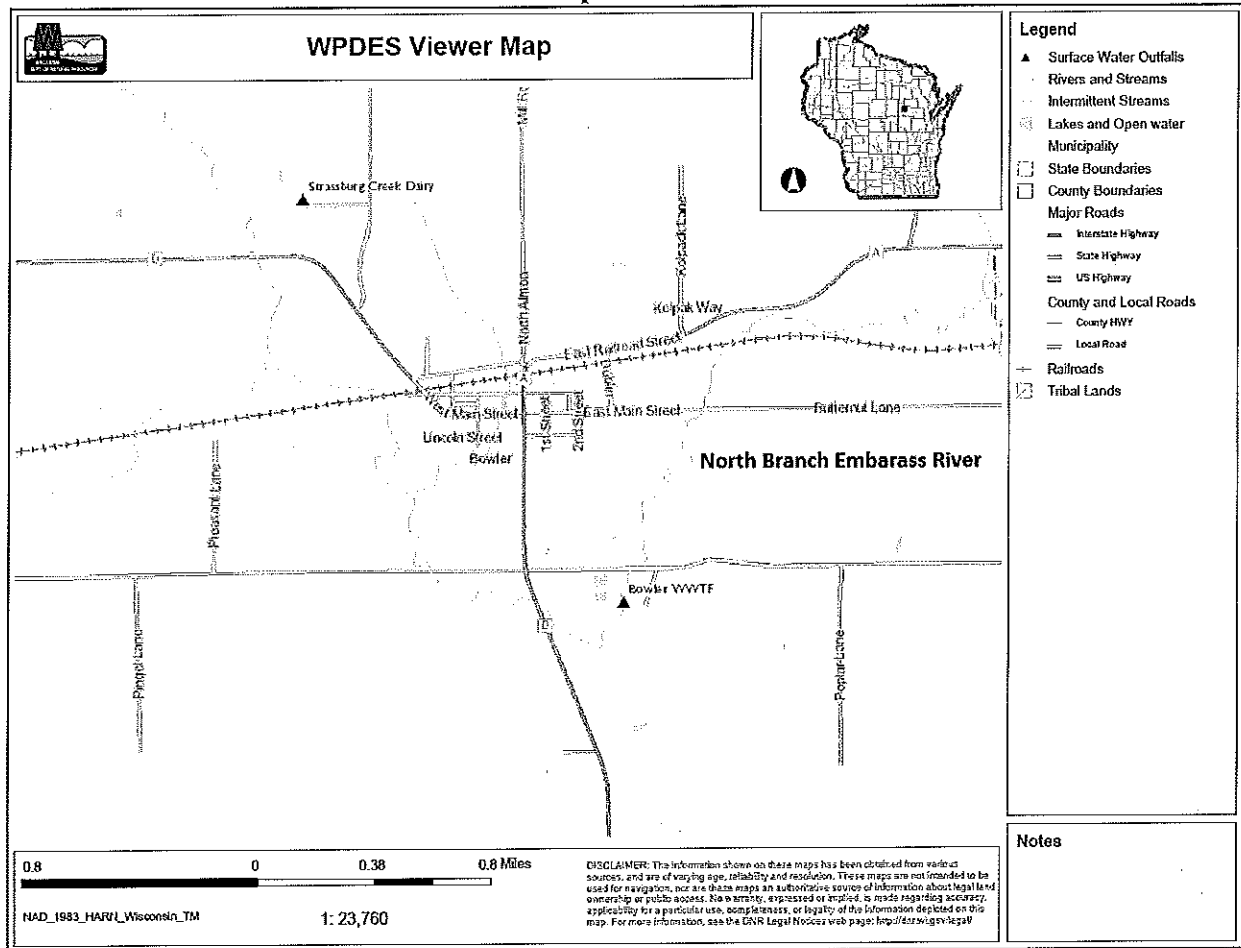 WPDES Viewer Map
Legend
Surface Water Outfalls
Rivers and Streams
Intermittent Streams
Lakes and Open water
Municipality
State Boundaries
County Boundaries
Major Roads
Interstate Highway
State Highway
US Highway
County and Local Roads
County HWY
Local Road
Railroads
Tribal Lands
Strassburg Creek Dairy
North Almon
Kolpack Lane
A
Kolpak Way
East Railroad Street
A
Main Street
1st Street
2nd Street
East Main Street
Butternut Lane
Lincoln Street
Bowler
North Branch Embarass River
Pleasant Lane
Bowler WWTF
D
Poplar Lane
0.8
0
0.38
0.8 Miles
NAD_1983_HARN_Wisconsin_TM
1: 23,760
DISCLAIMER: The information shown on these maps has been obtained from various
sources, and are of varying age, reliability and resolution. These maps are not intended to be
used for navigation, nor are these maps an authoritative source of information about legal land
ownership or public access. No warranty, expressed or implied, is made regarding accuracy,
applicability for a particular use, completeness, or legality of the information depicted on this
map. For more information, see the DNR Legal Notices web page: http://dnr.wi.gov/legal/
Notes